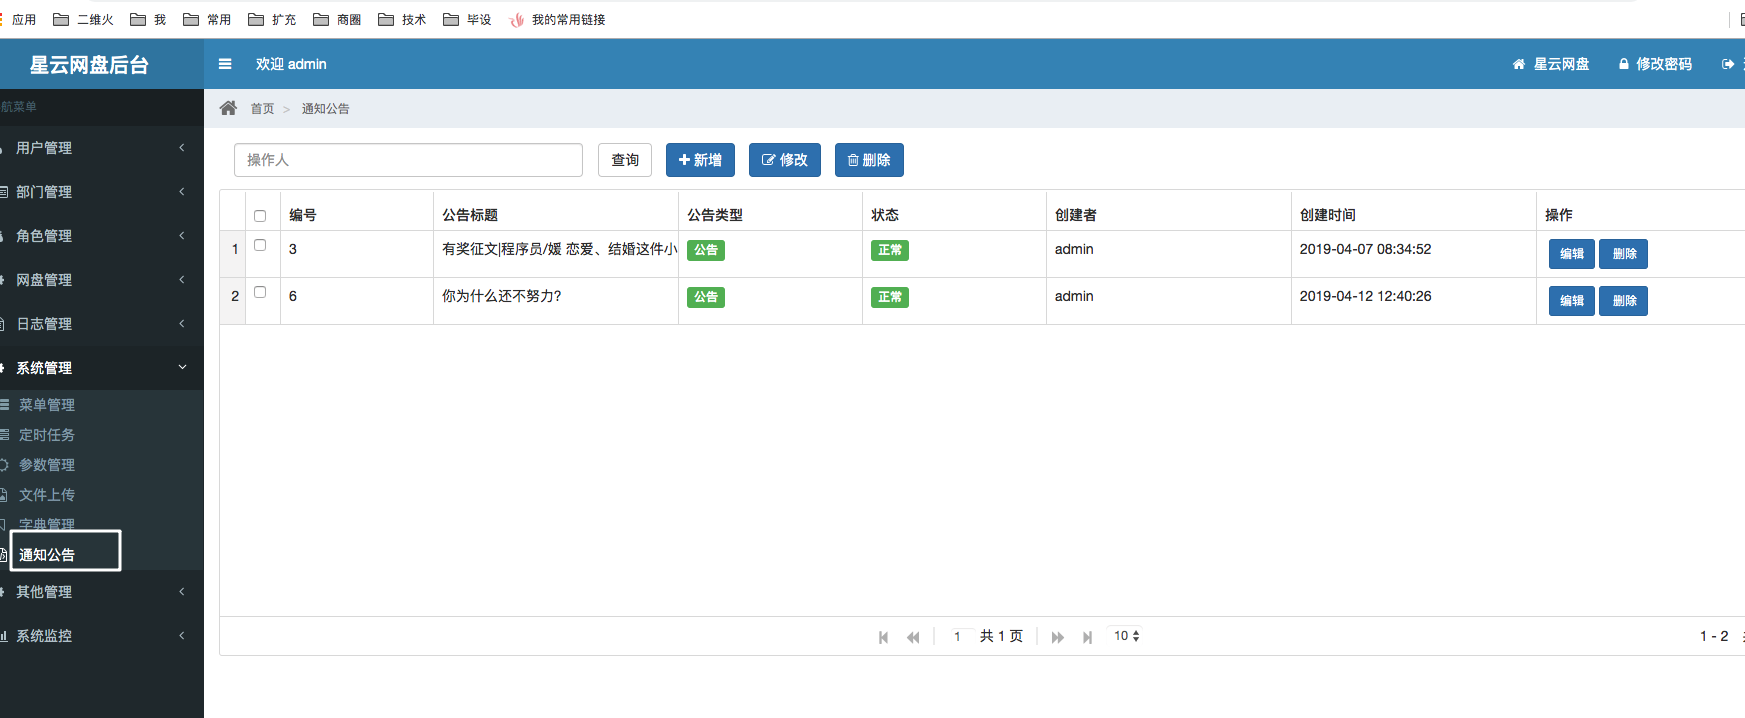 应用 二维火 我 常用 扩充 商圈 技术 毕设 我的常用链接
星云网盘后台 欢迎 admin 星云网盘 修改密码
航菜单
首页 > 通知公告
用户管理
部门管理
角色管理
网盘管理
日志管理
系统管理
菜单管理
定时任务
参数管理
文件上传
字典管理
通知公告
其他管理
系统监控
操作人 查询 新增 修改 删除
编号 公告标题 公告类型 状态 创建者 创建时间 操作
1 3 有奖征文|程序员/媛 恋爱、结婚这件小 公告 正常 admin 2019-04-07 08:34:52 编辑 删除
2 6 你为什么还不努力? 公告 正常 admin 2019-04-12 12:40:26 编辑 删除
1 共 1 页 10 1 - 2